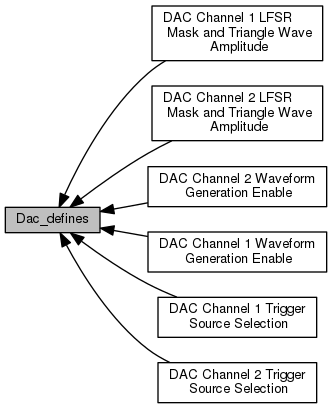 DAC Channel 1 LFSR
Mask and Triangle Wave
Amplitude
DAC Channel 2 LFSR
Mask and Triangle Wave
Amplitude
DAC Channel 2 Waveform
Generation Enable
Dac_defines
DAC Channel 1 Waveform
Generation Enable
DAC Channel 1 Trigger
Source Selection
DAC Channel 2 Trigger
Source Selection